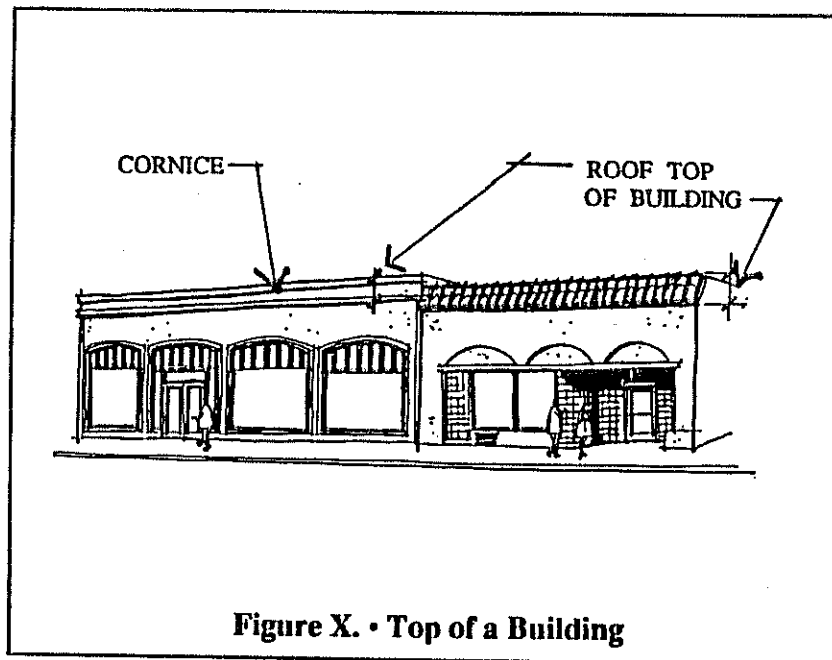 CORNICE
ROOF TOP
OF BUILDING
Figure X. • Top of a Building